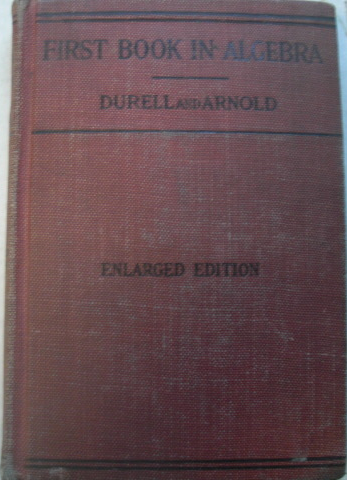 FIRST BOOK IN ALGEBRA
DURELL AND ARNOLD
ENLARGED EDITION